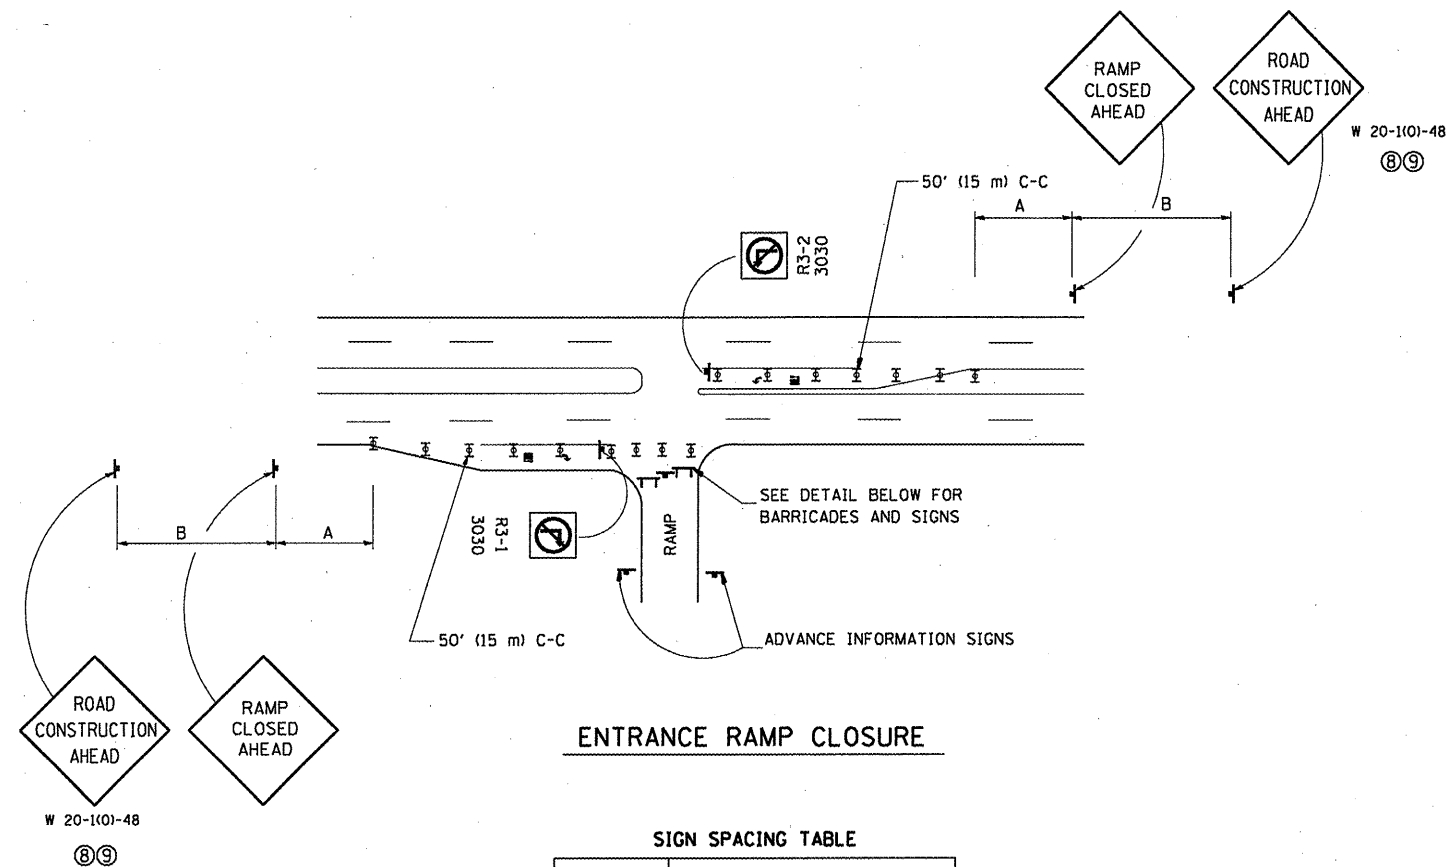 RAMP
CLOSED
AHEAD
ROAD
CONSTRUCTION
AHEAD
W 20-1(O)-48
⑧⑨
50' (15 m) C-C
A
B
R3-2
3030
SEE DETAIL BELOW FOR
BARRICADES AND SIGNS
B
A
R3-1
3030
RAMP
50' (15 m) C-C
ADVANCE INFORMATION SIGNS
ROAD
CONSTRUCTION
AHEAD
RAMP
CLOSED
AHEAD
W 20-1(O)-48
⑧⑨
ENTRANCE RAMP CLOSURE
SIGN SPACING TABLE